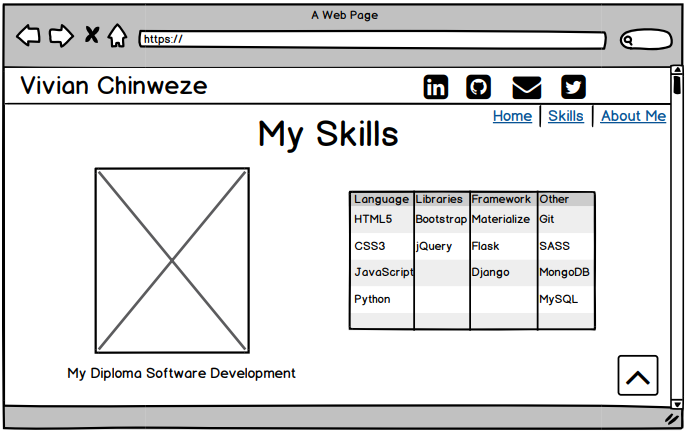 A Web Page
https://
Vivian Chinweze
in
Home Skills About Me
My Skills
Language Libraries Framework Other
HTML5 Bootstrap Materialize Git
CSS3 jQuery Flask SASS
JavaScript Django MongoDB
Python MySQL
My Diploma Software Development